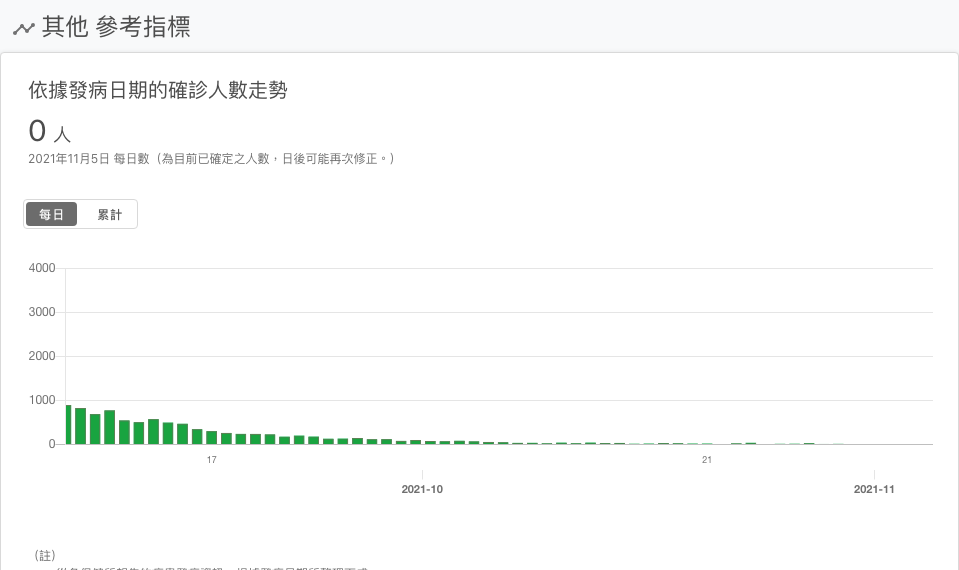 其他 參考指標
依據發病日期的確診人數走勢
0 人
2021年11月5日 每日數（為目前已確定之人數，日後可能再次修正。）
每日 累計
4000
3000
2000
1000
0
17 21
2021-10 2021-11
（註）